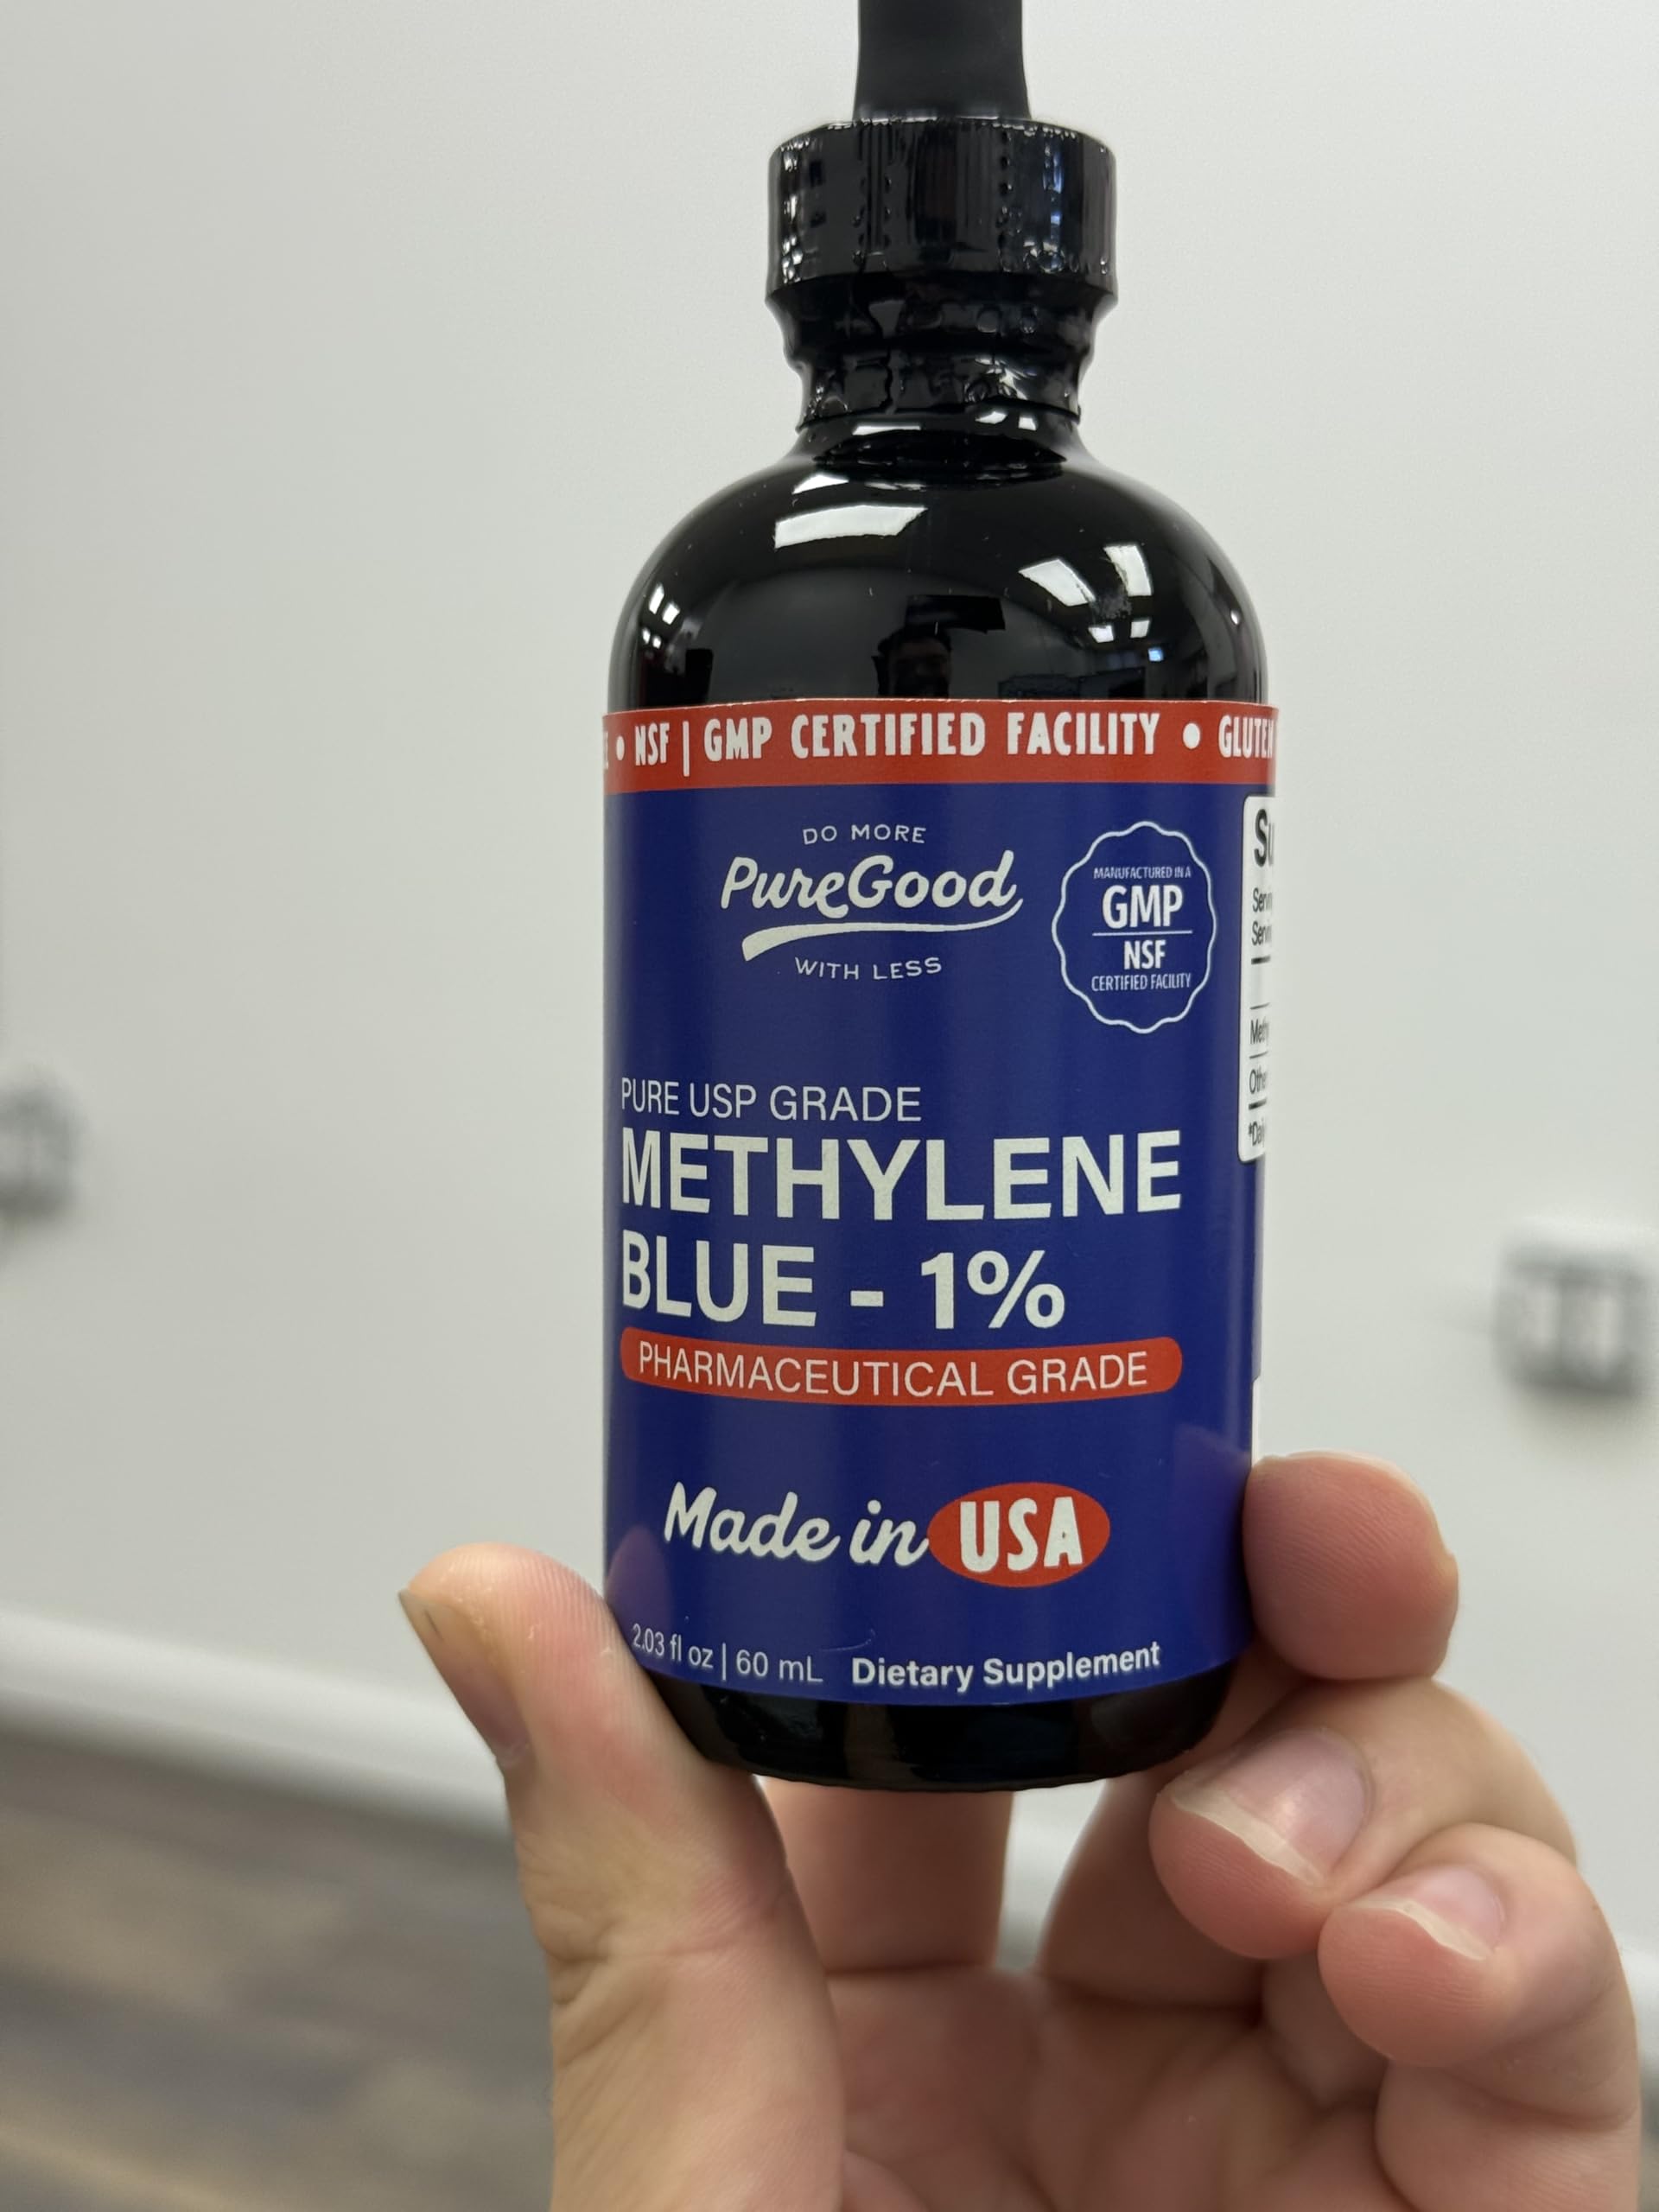 • NSF | GMP CERTIFIED FACILITY •
DO MORE
PureGood
WITH LESS
MANUFACTURED IN A
GMP
NSF
CERTIFIED FACILITY
PURE USP GRADE
METHYLENE
BLUE - 1%
PHARMACEUTICAL GRADE
Made in USA
2.03 fl oz | 60 mL Dietary Supplement